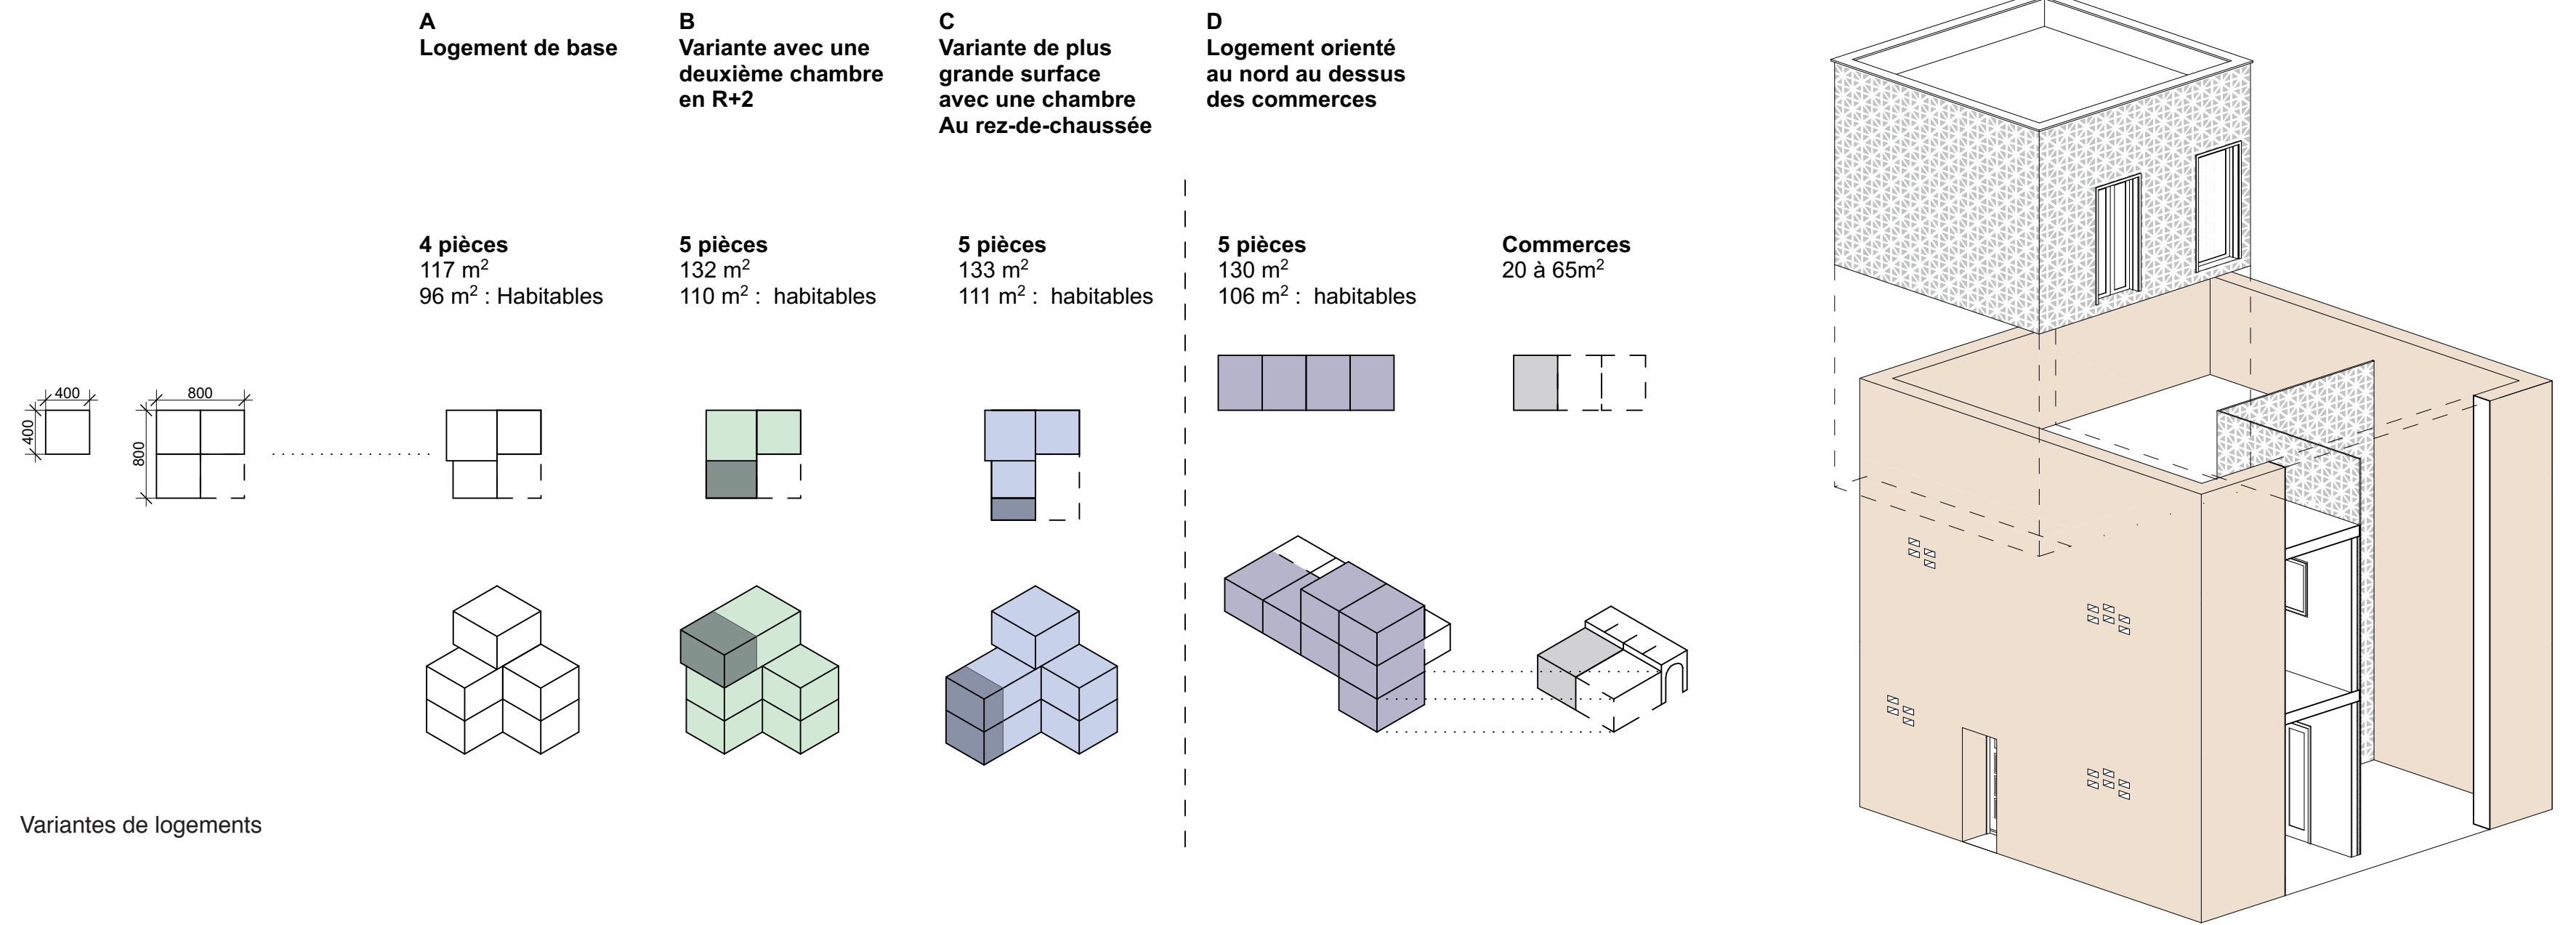 A
Logement de base
B
Variante avec une
deuxième chambre
en R+2
C
Variante de plus
grande surface
avec une chambre
Au rez-de-chaussée
D
Logement orienté
au nord au dessus
des commerces
4 pièces
117 m²
96 m² : Habitables
5 pièces
132 m²
110 m² : habitables
5 pièces
133 m²
111 m² : habitables
5 pièces
130 m²
106 m² : habitables
Commerces
20 à 65m²
400
400
800
800
Variantes de logements